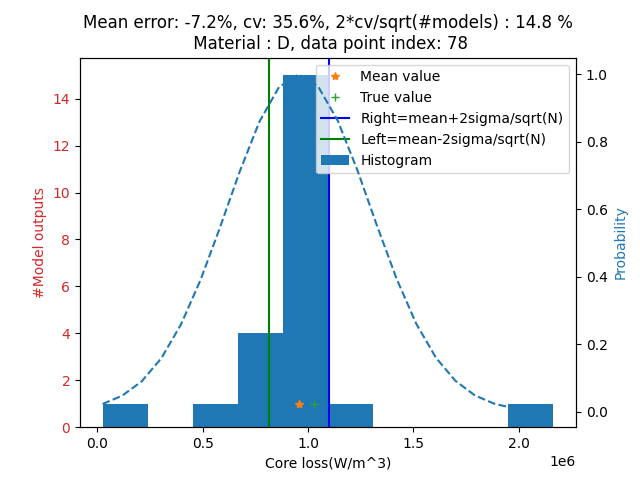 Mean error: -7.2%, cv: 35.6%, 2*cv/sqrt(#models) : 14.8 %
Material : D, data point index: 78
Mean value
True value
Right=mean+2sigma/sqrt(N)
Left=mean-2sigma/sqrt(N)
Histogram
14
12
10
8
6
4
2
0
#Model outputs
1.0
0.8
0.6
0.4
0.2
0.0
Probability
0.0
0.5
1.0
1.5
2.0
1e6
Core loss(W/m^3)